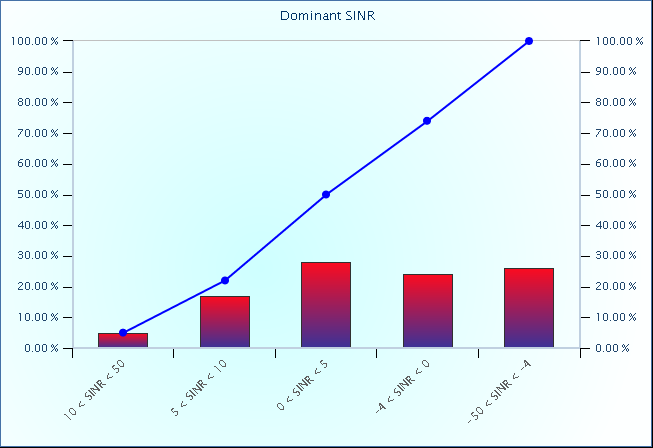 Dominant SINR
100.00 % 100.00 %
90.00 % 90.00 %
80.00 % 80.00 %
70.00 % 70.00 %
60.00 % 60.00 %
50.00 % 50.00 %
40.00 % 40.00 %
30.00 % 30.00 %
20.00 % 20.00 %
10.00 % 10.00 %
0.00 % 0.00 %
10 < SINR < 50
5 < SINR < 10
0 < SINR < 5
-4 < SINR < 0
-50 < SINR < -4